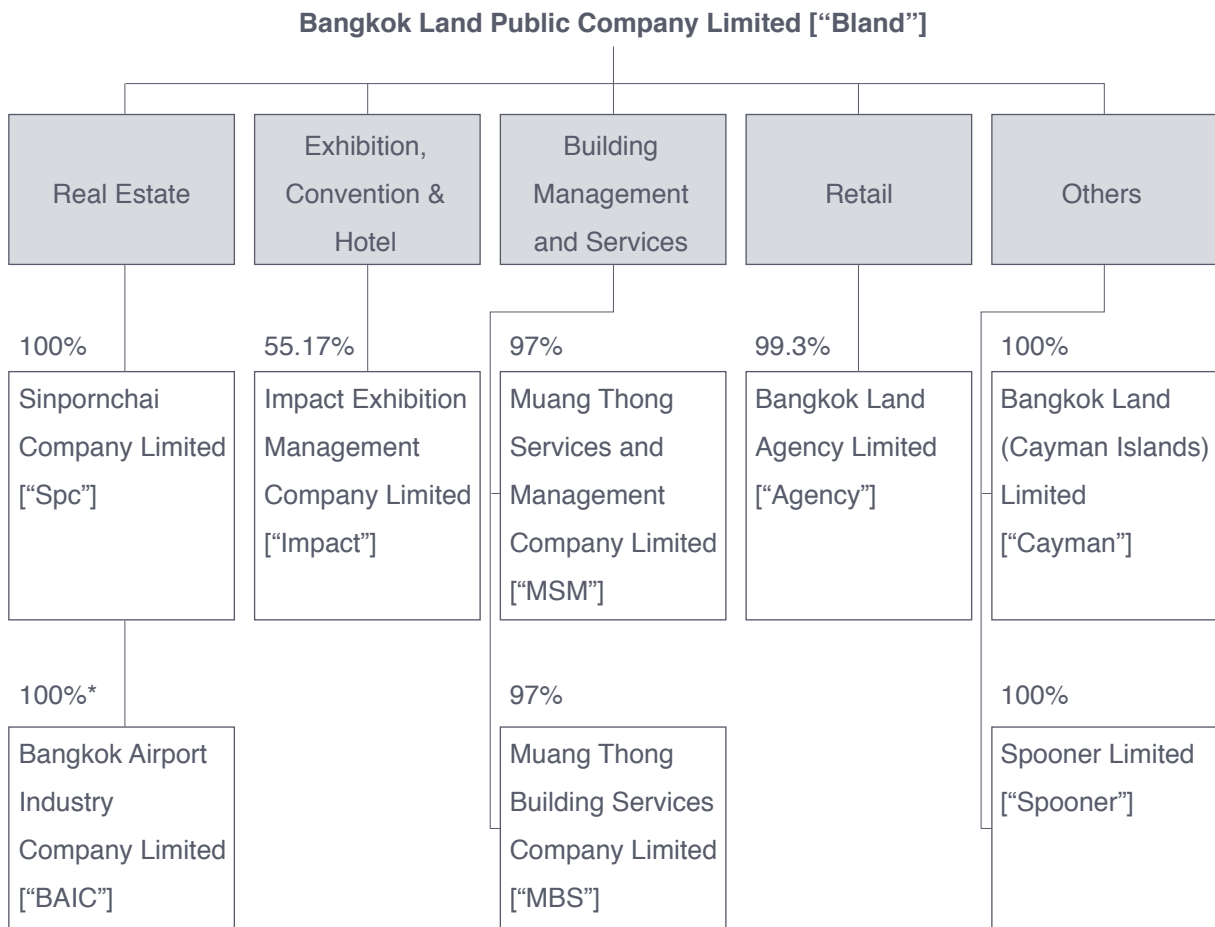 Bangkok Land Public Company Limited [“Bland”]
Real Estate
Exhibition,
Convention &
Hotel
Building
Management
and Services
Retail
Others
100%
Sinpornchai
Company Limited
[“Spc”]
55.17%
Impact Exhibition
Management
Company Limited
[“Impact”]
97%
Muang Thong
Services and
Management
Company Limited
[“MSM”]
99.3%
Bangkok Land
Agency Limited
[“Agency”]
100%
Bangkok Land
(Cayman Islands)
Limited
[“Cayman”]
100%*
Bangkok Airport
Industry
Company Limited
[“BAIC”]
97%
Muang Thong
Building Services
Company Limited
[“MBS”]
100%
Spooner Limited
[“Spooner”]